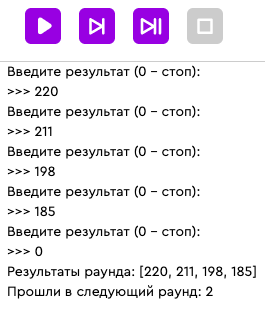 Введите результат (0 – стоп):
>>> 220
Введите результат (0 – стоп):
>>> 211
Введите результат (0 – стоп):
>>> 198
Введите результат (0 – стоп):
>>> 185
Введите результат (0 – стоп):
>>> 0
Результаты раунда: [220, 211, 198, 185]
Прошли в следующий раунд: 2